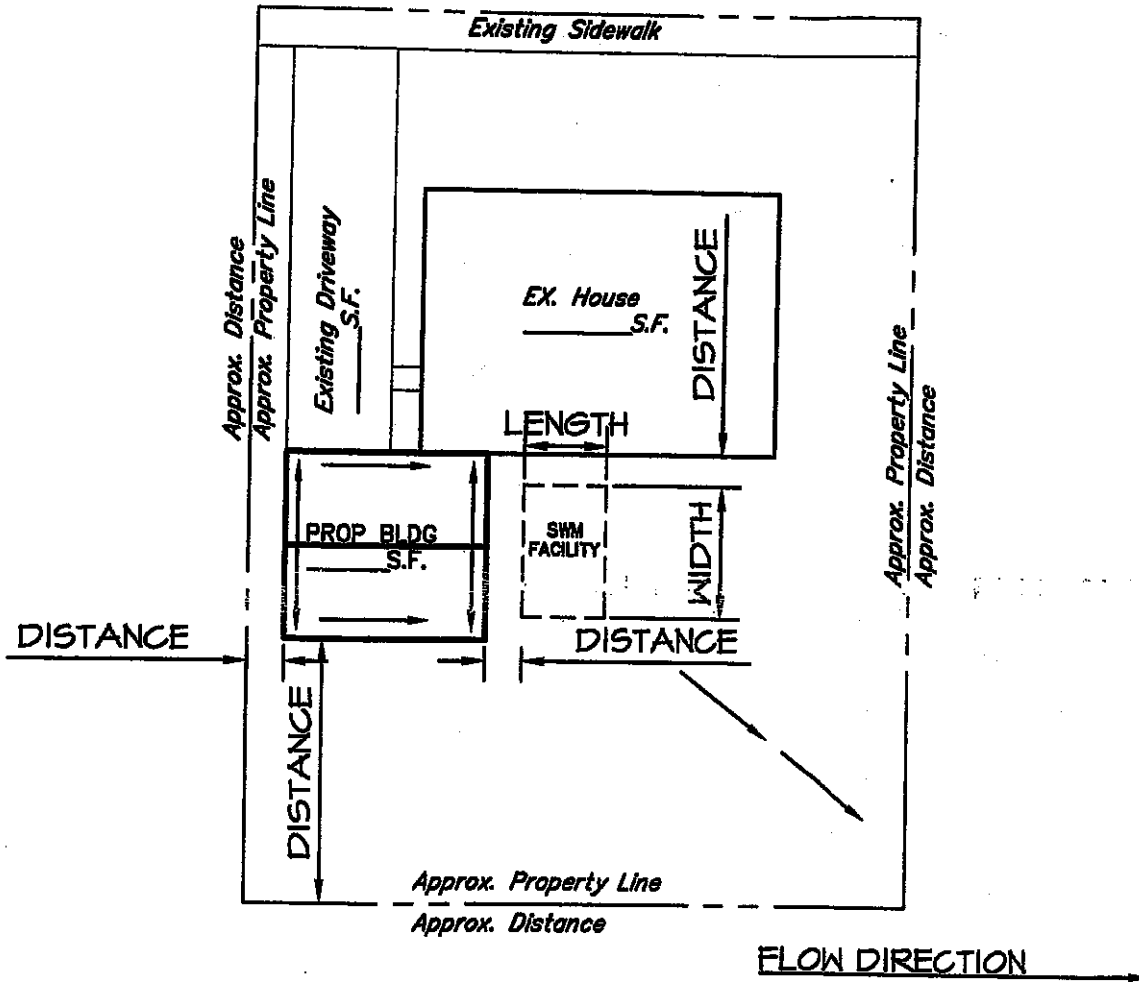 Existing Sidewalk
Approx. Distance
Approx. Property Line
Existing Driveway
S.F.
EX. House
S.F.
DISTANCE
LENGTH
PROP BLDG
S.F.
SWM
FACILITY
WIDTH
Approx. Property Line
Approx. Distance
DISTANCE
DISTANCE
DISTANCE
Approx. Property Line
Approx. Distance
FLOW DIRECTION